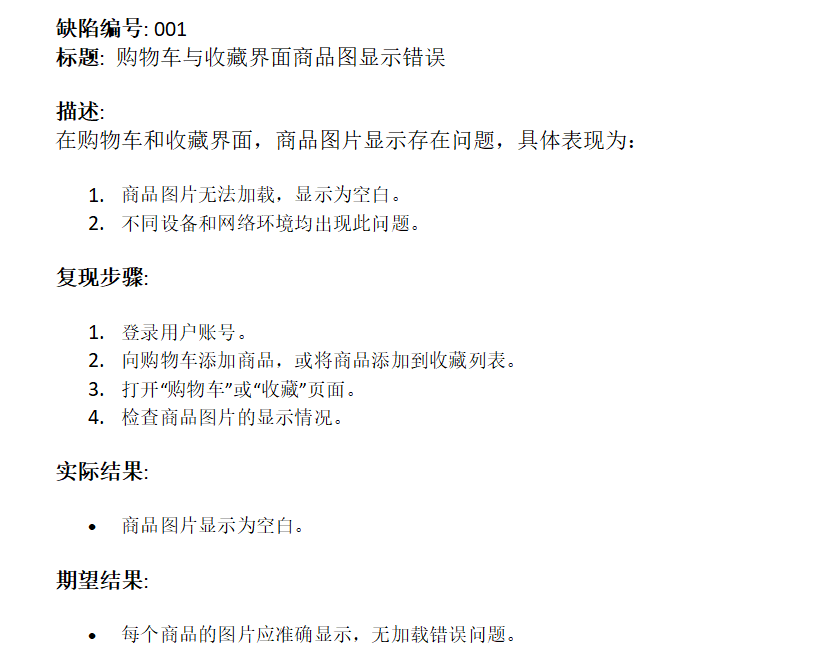 缺陷编号: 001
标题: 购物车与收藏界面商品图显示错误
描述:
在购物车和收藏界面，商品图片显示存在问题，具体表现为：
1. 商品图片无法加载，显示为空白。
2. 不同设备和网络环境均出现此问题。
复现步骤:
1. 登录用户账号。
2. 向购物车添加商品，或将商品添加到收藏列表。
3. 打开“购物车”或“收藏”页面。
4. 检查商品图片的显示情况。
实际结果:
• 商品图片显示为空白。
期望结果:
• 每个商品的图片应准确显示，无加载错误问题。